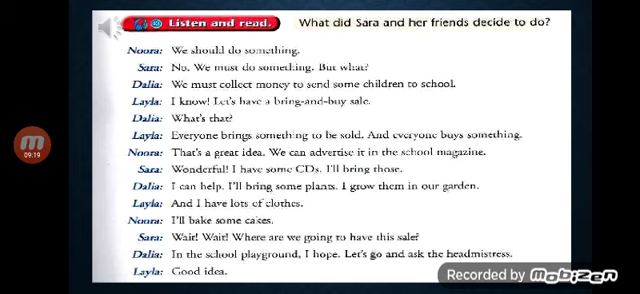 Listen and read.
What did Sara and her friends decide to do?
Noora: We should do something.
Sara: No. We must do something. But what?
Dalia: We must collect money to send some children to school.
Layla: I know! Let's have a bring-and-buy sale.
Dalia: What's that?
Layla: Everyone brings something to be sold. And everyone buys something.
Noora: That's a great idea. We can advertise it in the school magazine.
Sara: Wonderful! I have some CDs. I'll bring those.
Dalia: I can help. I'll bring some plants. I grow them in our garden.
Layla: And I have lots of clothes.
Noora: I'll bake some cakes.
Sara: Wait! Wait! Where are we going to have this sale?
Dalia: In the school playground, I hope. Let's go and ask the headmistress.
Layla: Good idea.
09:19
Recorded by Mobizen